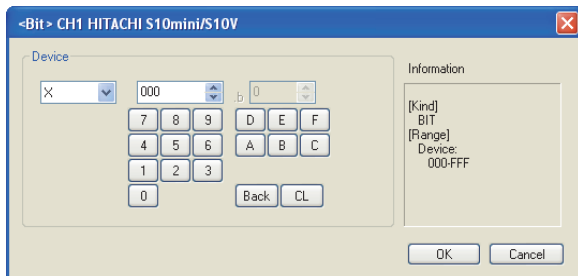 <Bit> CH1 HITACHI S10mini/S10V
Device
X 000 .b 0
7 8 9 D E F
4 5 6 A B C
1 2 3
0 Back CL
Information
[Kind]
BIT
[Range]
Device:
000-FFF
OK Cancel